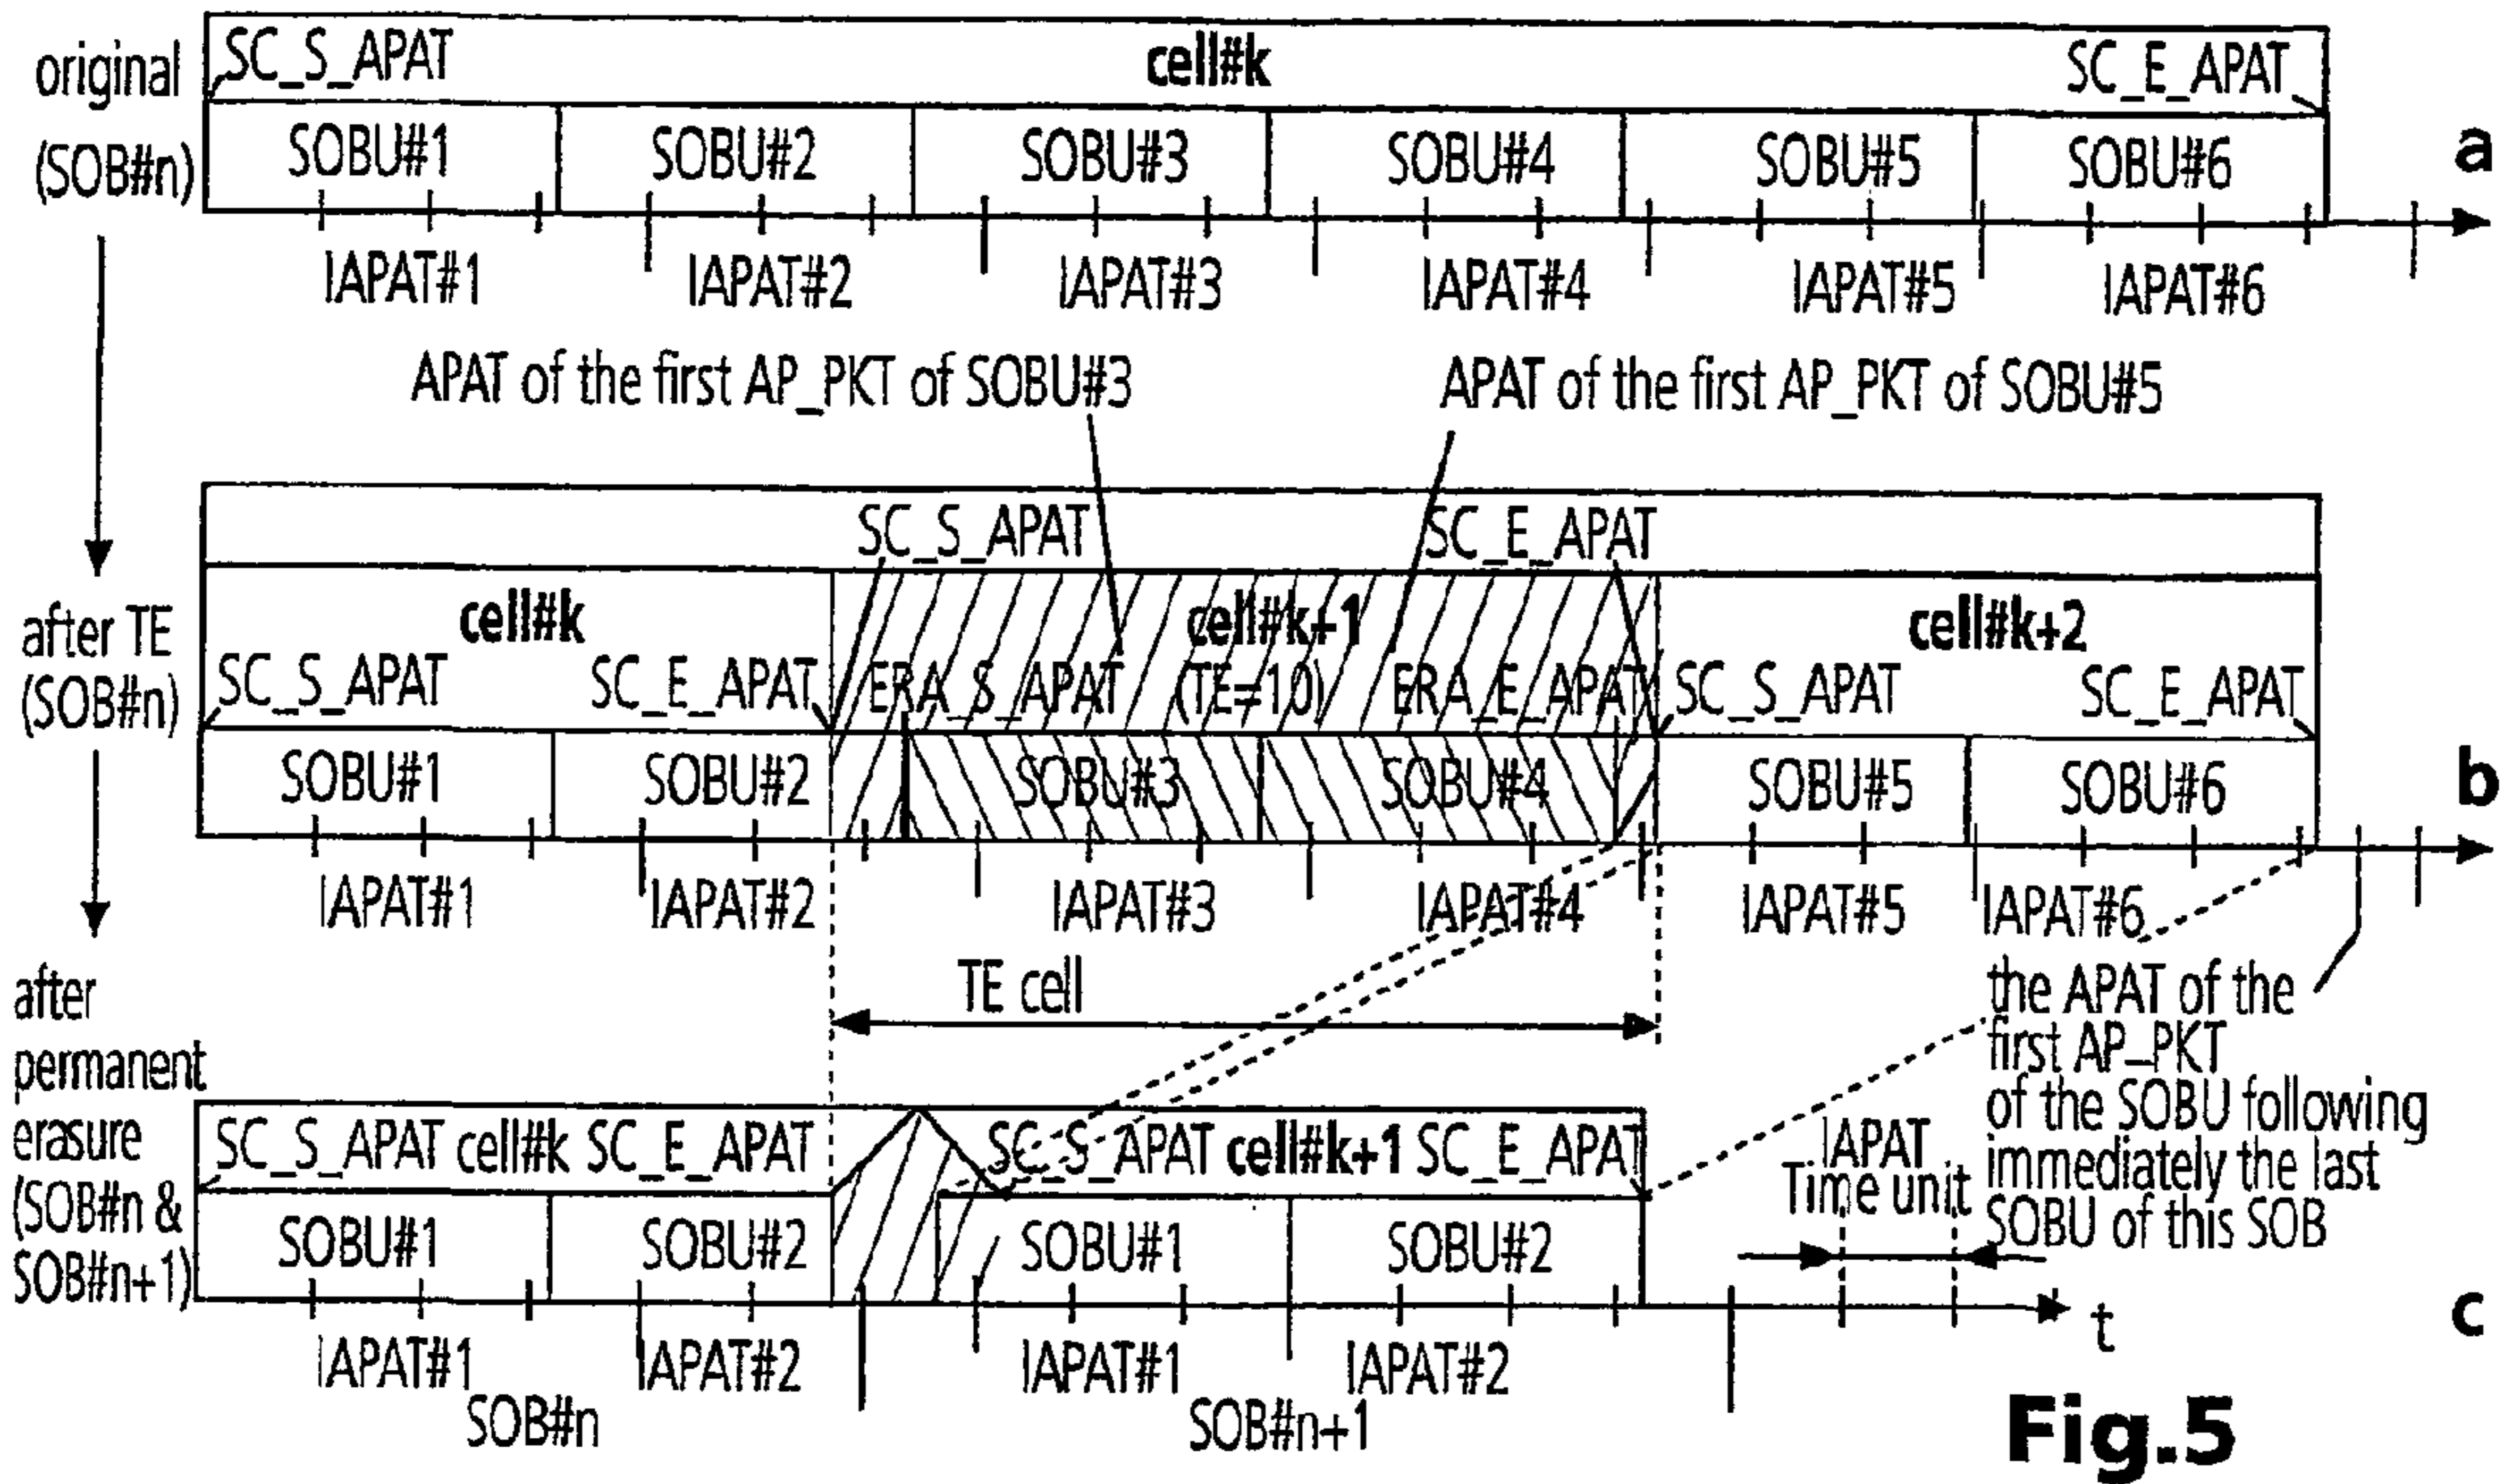 original
(SOB#n)
SC_S_APAT cell#k SC_E_APAT
SOBU#1 SOBU#2 SOBU#3 SOBU#4 SOBU#5 SOBU#6
a
IAPAT#1 IAPAT#2 IAPAT#3 IAPAT#4 IAPAT#5 IAPAT#6
APAT of the first AP_PKT of SOBU#3 APAT of the first AP_PKT of SOBU#5
SC_S_APAT SC_E_APAT
after TE
(SOB#n)
cell#k cell#k+1 cell#k+2
SC_S_APAT SC_E_APAT ERA_S_APAT (TE=10) ERA_E_APAT SC_S_APAT SC_E_APAT
SOBU#1 SOBU#2 SOBU#3 SOBU#4 SOBU#5 SOBU#6
b
IAPAT#1 IAPAT#2 IAPAT#3 IAPAT#4 IAPAT#5 IAPAT#6
TE cell
the APAT of the
first AP_PKT
of the SOBU following
immediately the last
SOBU of this SOB
after
permanent
erasure
(SOB#n &
SOB#n+1)
SC_S_APAT cell#k SC_E_APAT SC_S_APAT cell#k+1 SC_E_APAT
IAPAT
Time unit
SOBU#1 SOBU#2 SOBU#1 SOBU#2
t
c
IAPAT#1 IAPAT#2 IAPAT#1 IAPAT#2
SOB#n SOB#n+1
Fig.5